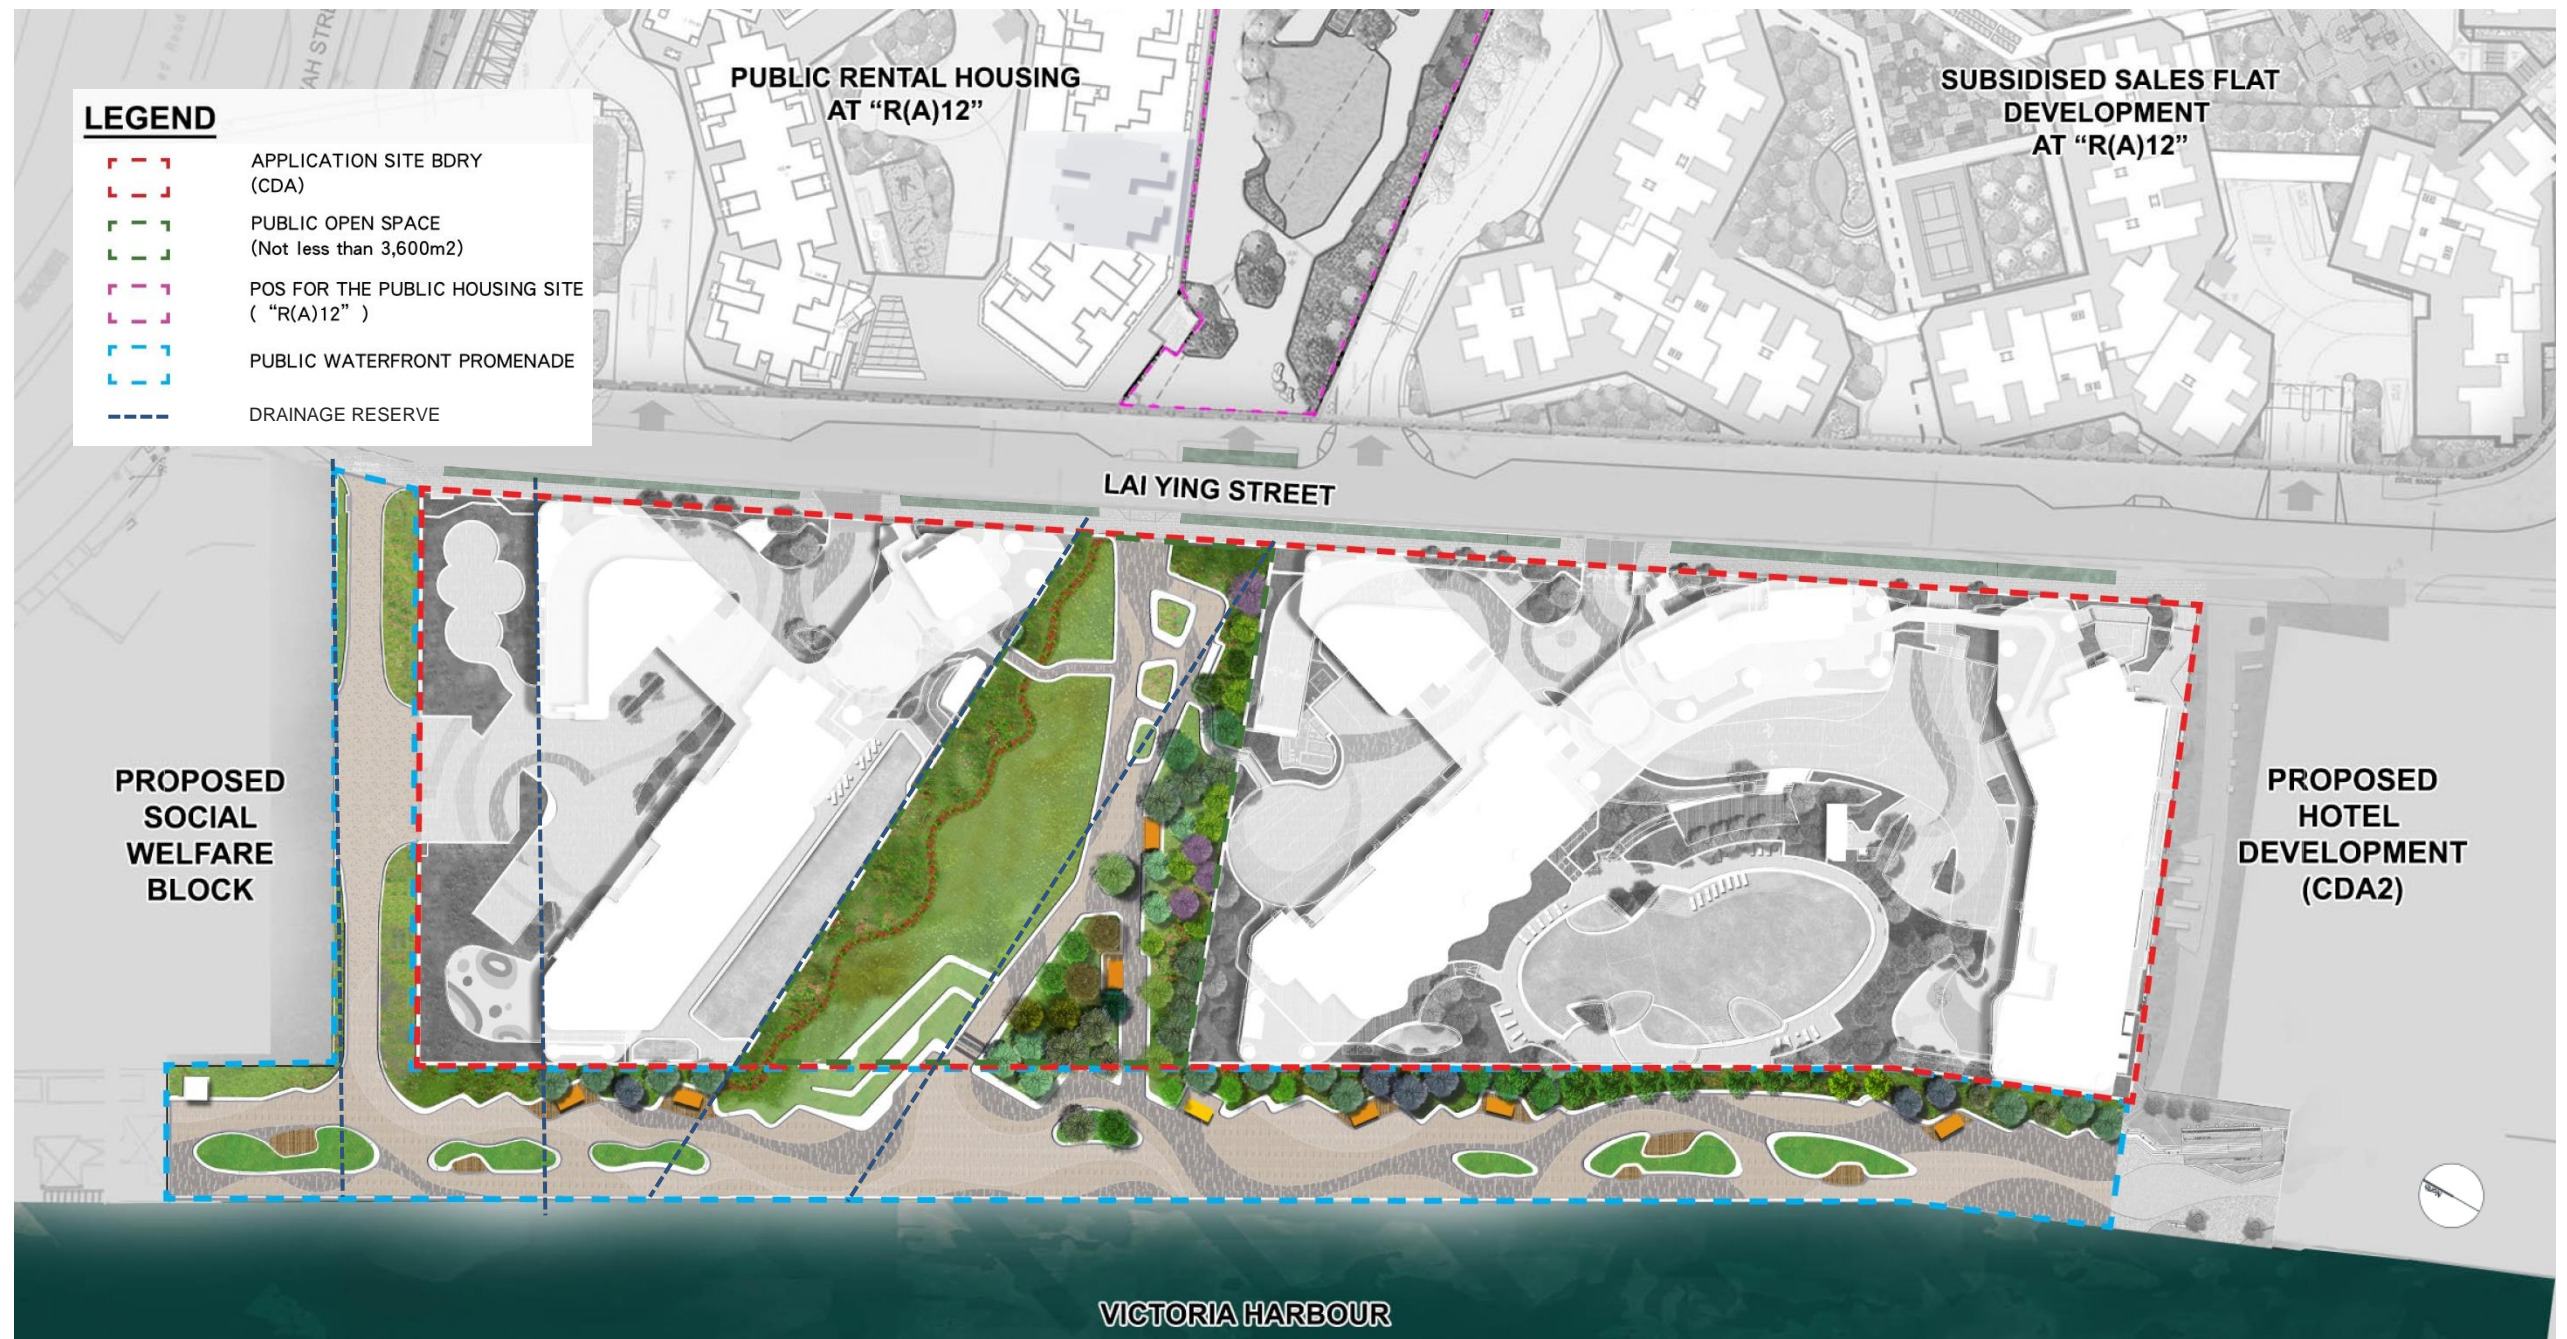 PUBLIC RENTAL HOUSING
AT “R(A)12”
SUBSIDISED SALES FLAT
DEVELOPMENT
AT “R(A)12”
LEGEND
APPLICATION SITE BDRY
(CDA)
PUBLIC OPEN SPACE
(Not less than 3,600m2)
POS FOR THE PUBLIC HOUSING SITE
( “R(A)12” )
PUBLIC WATERFRONT PROMENADE
DRAINAGE RESERVE
LAI YING STREET
PROPOSED
SOCIAL
WELFARE
BLOCK
PROPOSED
HOTEL
DEVELOPMENT
(CDA2)
VICTORIA HARBOUR